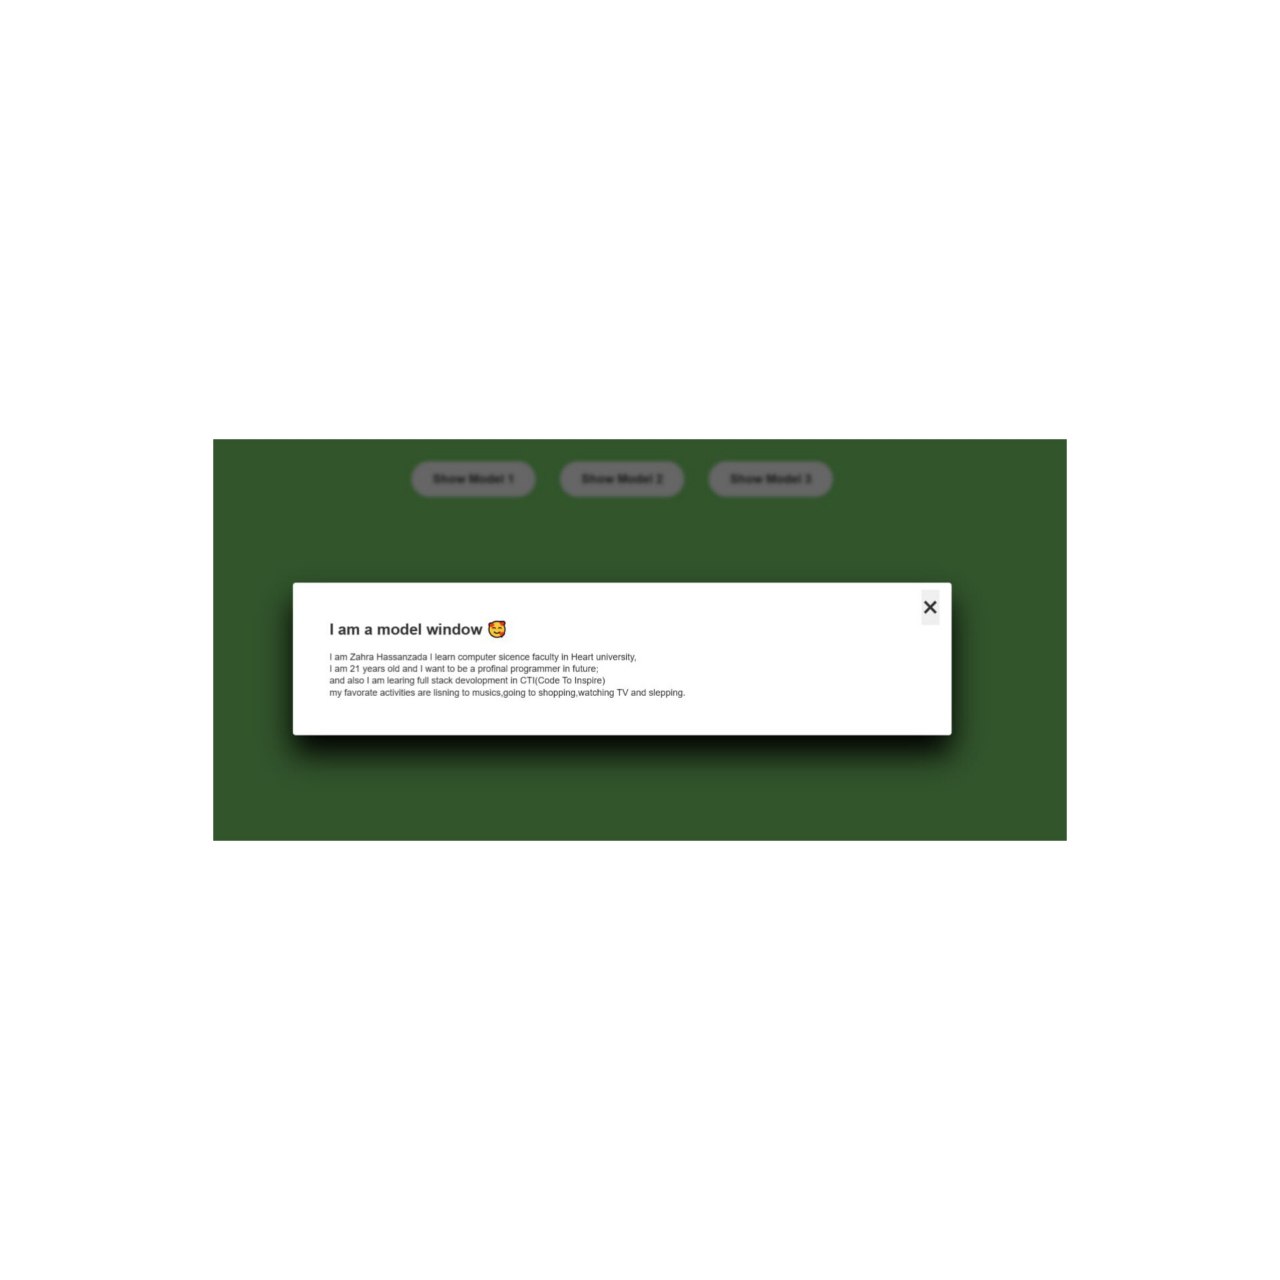 Show Model 1
Show Model 2
Show Model 3
I am a model window 🥰
I am Zahra Hassanzada I learn computer sicence faculty in Heart university,
I am 21 years old and I want to be a profinal programmer in future;
and also I am learing full stack devolopment in CTI(Code To Inspire)
my favorate activities are lisning to musics,going to shopping,watching TV and slepping.